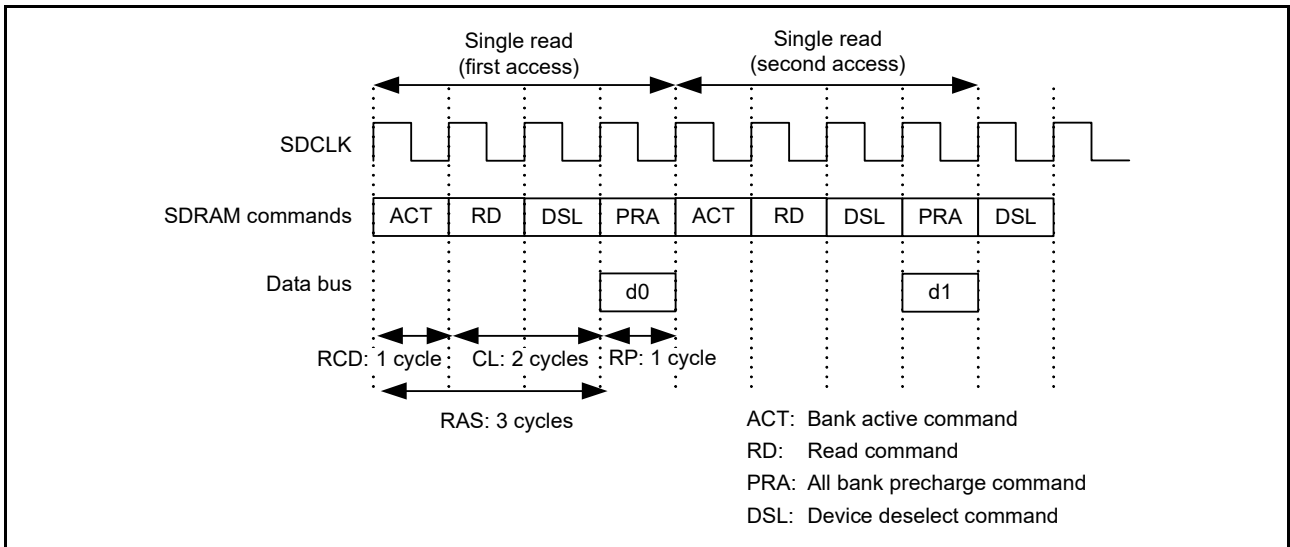 Single read
(first access)
Single read
(second access)
SDCLK
SDRAM commands
ACT RD DSL PRA ACT RD DSL PRA DSL
Data bus
d0 d1
RCD: 1 cycle CL: 2 cycles RP: 1 cycle
RAS: 3 cycles
ACT: Bank active command
RD: Read command
PRA: All bank precharge command
DSL: Device deselect command